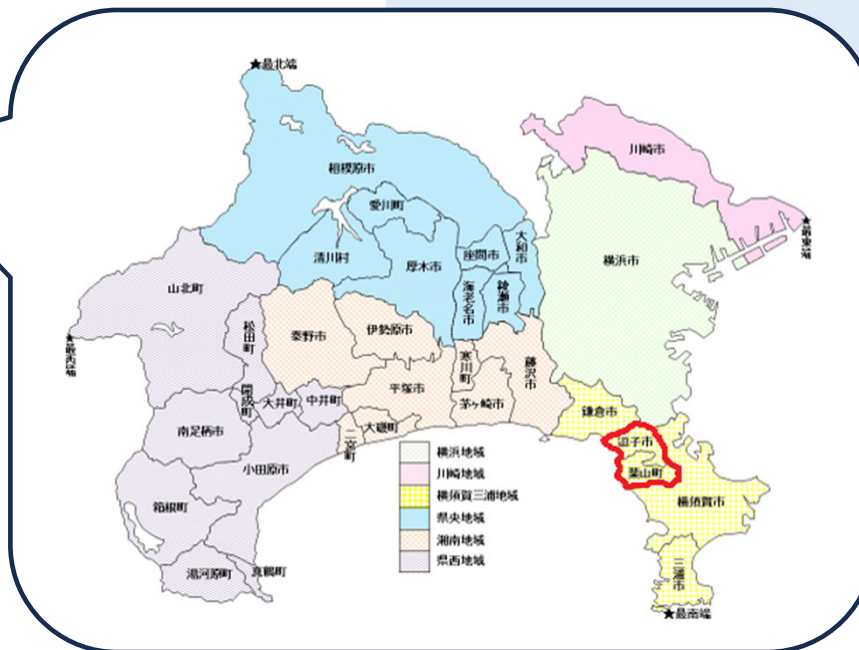 ★最北端
相模原市
川崎市
愛川町
大和市
清川村
厚木市
座間市
横浜市
★最東端
海老名市
綾瀬市
山北町
松田町
秦野市
伊勢原市
寒川町
藤沢市
★最西端
開成町
大井町
中井町
平塚市
茅ヶ崎市
鎌倉市
南足柄市
二宮町
大磯町
逗子市
葉山町
小田原市
箱根町
横須賀市
湯河原町
真鶴町
三浦市
★最南端
横浜地域
川崎地域
横須賀三浦地域
県央地域
湘南地域
県西地域